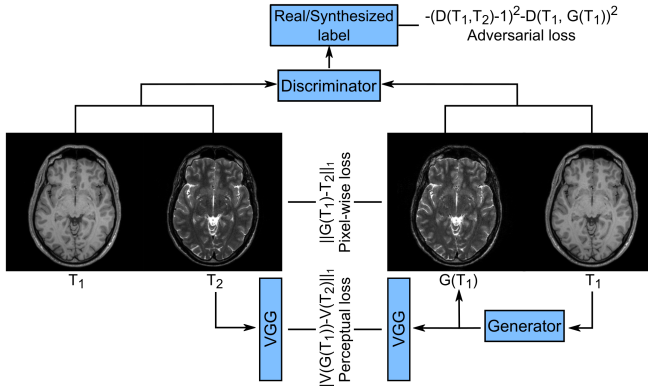 Real/Synthesized
label
-(D(T₁,T₂)-1)²-D(T₁, G(T₁))²
Adversarial loss
Discriminator
||G(T₁)-T₂||₁
Pixel-wise loss
T₁
T₂
G(T₁)
T₁
VGG
|V(G(T₁))-V(T₂)||₁
Perceptual loss
VGG
Generator